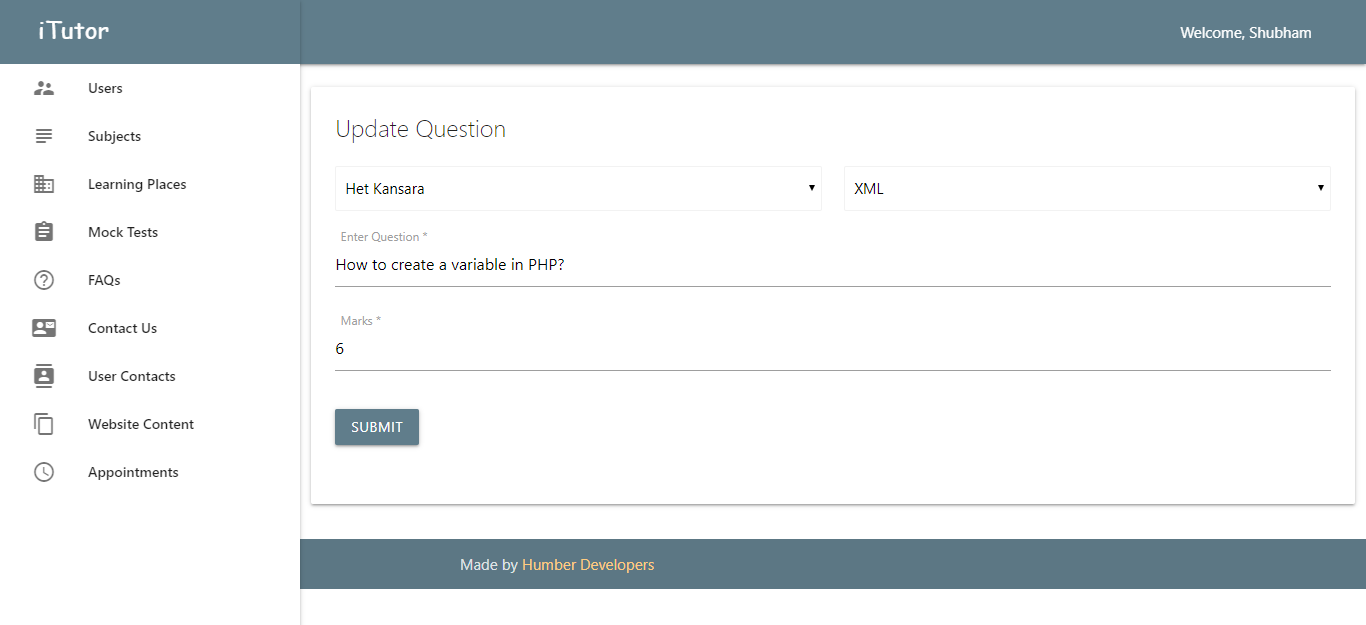 iTutor
Welcome, Shubham
Users
Subjects
Learning Places
Mock Tests
FAQs
Contact Us
User Contacts
Website Content
Appointments
Update Question
Het Kansara
XML
Enter Question *
How to create a variable in PHP?
Marks *
6
SUBMIT
Made by Humber Developers